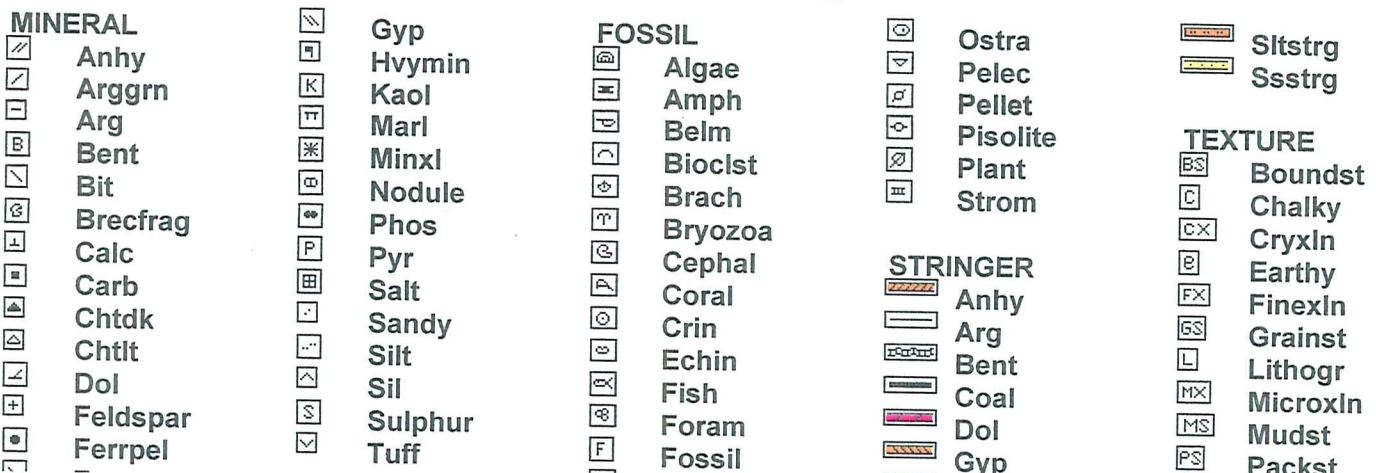 MINERAL
Anhy
Arggrn
Arg
B Bent
Bit
Brecfrag
Calc
Carb
Chtdk
Chtlt
Dol
Feldspar
Ferrpel
Gyp
Hvymin
K Kaol
Marl
Minxl
Nodule
Phos
P Pyr
Salt
Sandy
Silt
Sil
S Sulphur
Tuff
FOSSIL
Algae
Amph
Belm
Bioclst
Brach
Bryozoa
Cephal
Coral
Crin
Echin
Fish
Foram
F Fossil
Ostra
Pelec
Pellet
Pisolite
Plant
Strom
STRINGER
Anhy
Arg
Bent
Coal
Dol
Gyp
Sltstrg
Ssstrg
TEXTURE
BS Boundst
C Chalky
CX Cryxln
e Earthy
FX Finexln
GS Grainst
L Lithogr
MX Microxln
MS Mudst
PS Packst